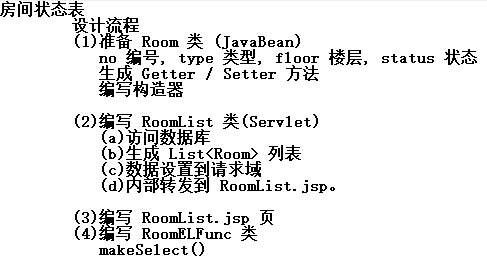 房间状态表
设计流程
(1)准备 Room 类 (JavaBean)
no 编号, type 类型, floor 楼层, status 状态
生成 Getter / Setter 方法
编写构造器
(2)编写 RoomList 类(Servlet)
(a)访问数据库
(b)生成 List<Room> 列表
(c)数据设置到请求域
(d)内部转发到 RoomList.jsp。
(3)编写 RoomList.jsp 页
(4)编写 RoomELFunc 类
makeSelect()